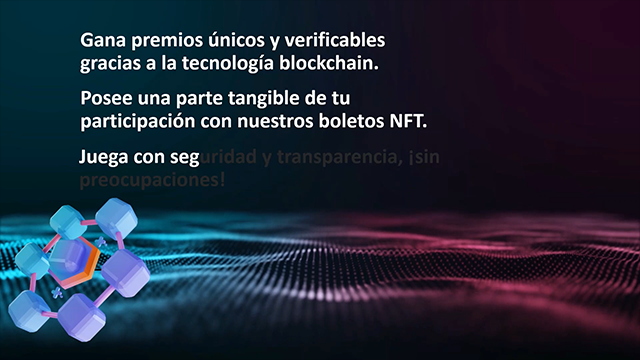 Gana premios únicos y verificables
gracias a la tecnología blockchain.
Posee una parte tangible de tu
participación con nuestros boletos NFT.
Juega con seguridad y transparencia, ¡sin
preocupaciones!